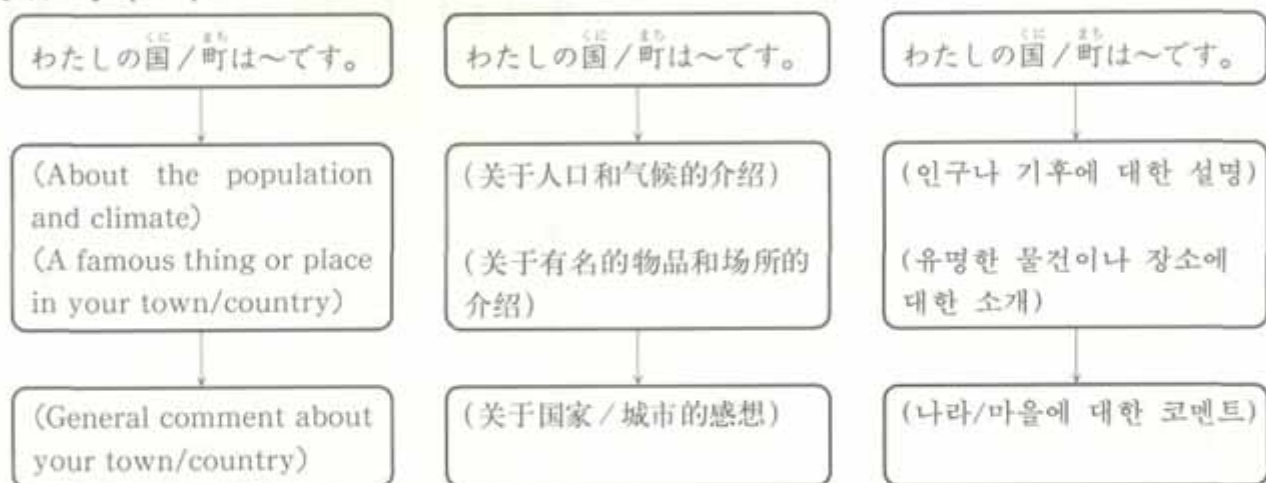 わたしの国/町は〜です。
(About the population
and climate)
(A famous thing or place
in your town/country)
(General comment about
your town/country)
わたしの国/町は〜です。
(关于人口和气候的介绍)
(关于有名的物品和场所的
介绍)
(关于国家/城市的感想)
わたしの国/町は〜です。
(인구나 기후에 대한 설명)
(유명한 물건이나 장소에
대한 소개)
(나라/마을에 대한 코멘트)